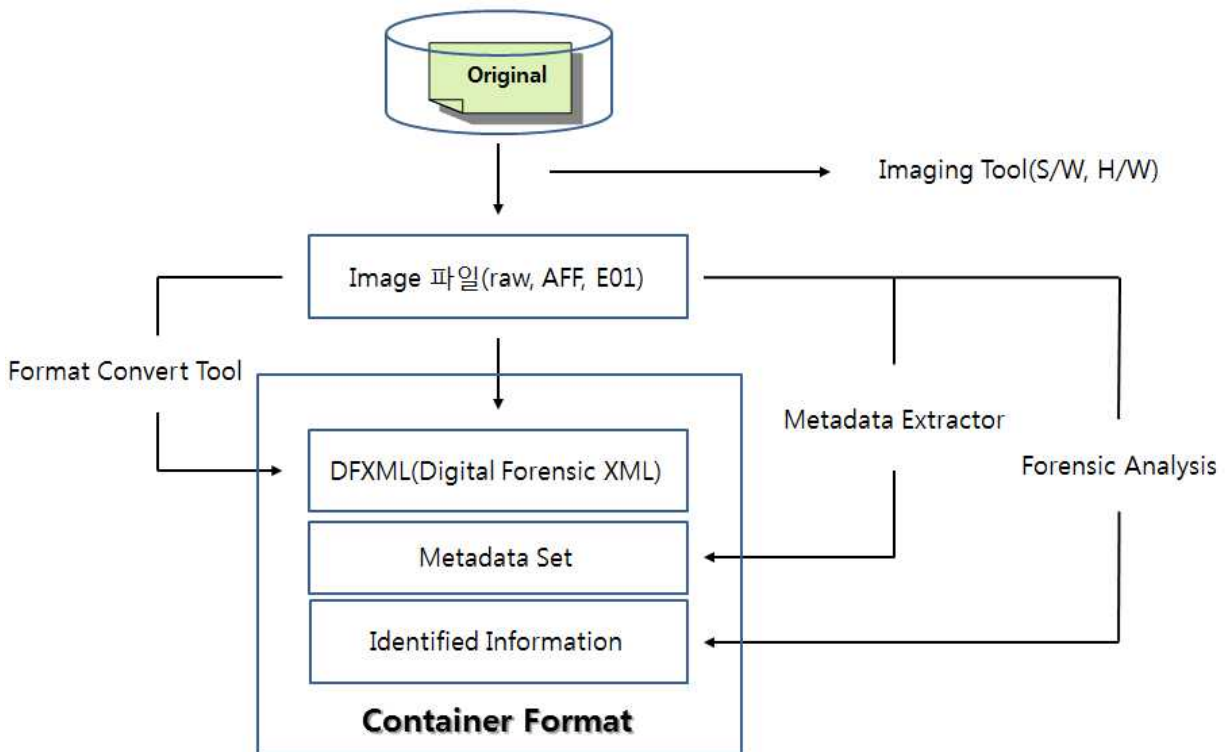 Original
Imaging Tool(S/W, H/W)
Image 파일(raw, AFF, E01)
Format Convert Tool
Metadata Extractor
DFXML(Digital Forensic XML)
Forensic Analysis
Metadata Set
Identified Information
Container Format